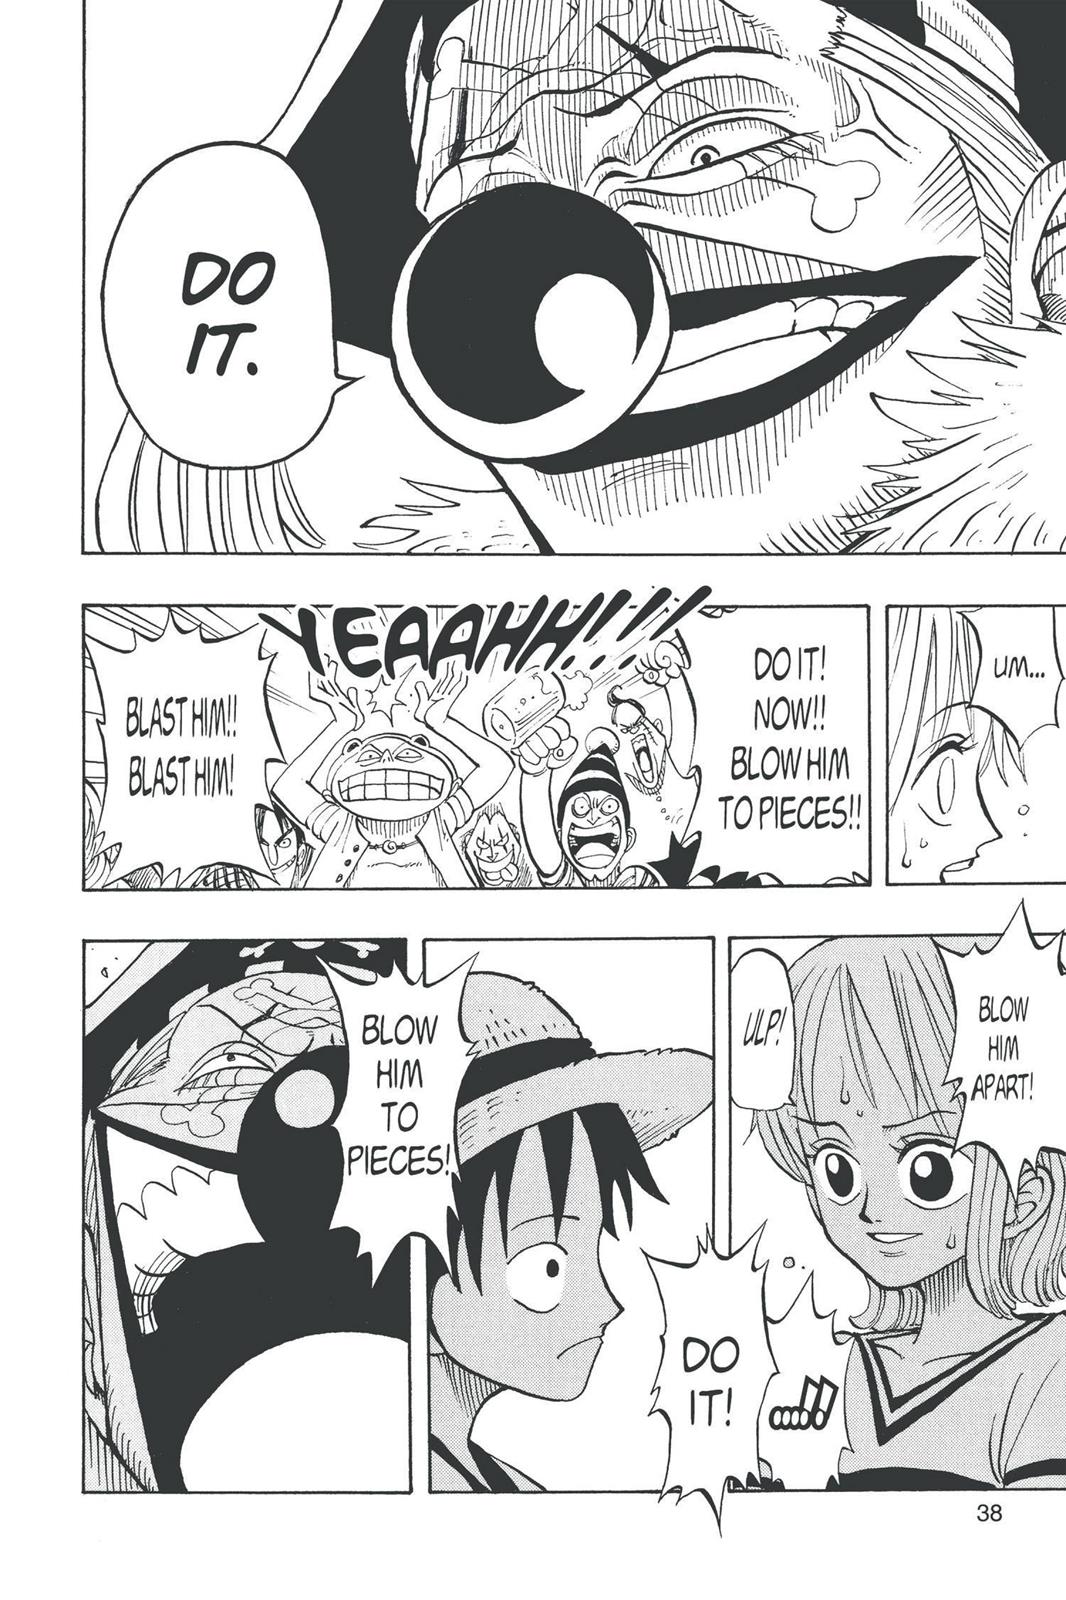 DO
IT.
UM...
DO IT!
NOW!!
BLOW HIM
TO PIECES!!
YEAAHH!!!!
BLAST HIM!!
BLAST HIM!
BLOW
HIM
APART!
ULP!
....!!
DO
IT!
BLOW
HIM
TO
PIECES!
38